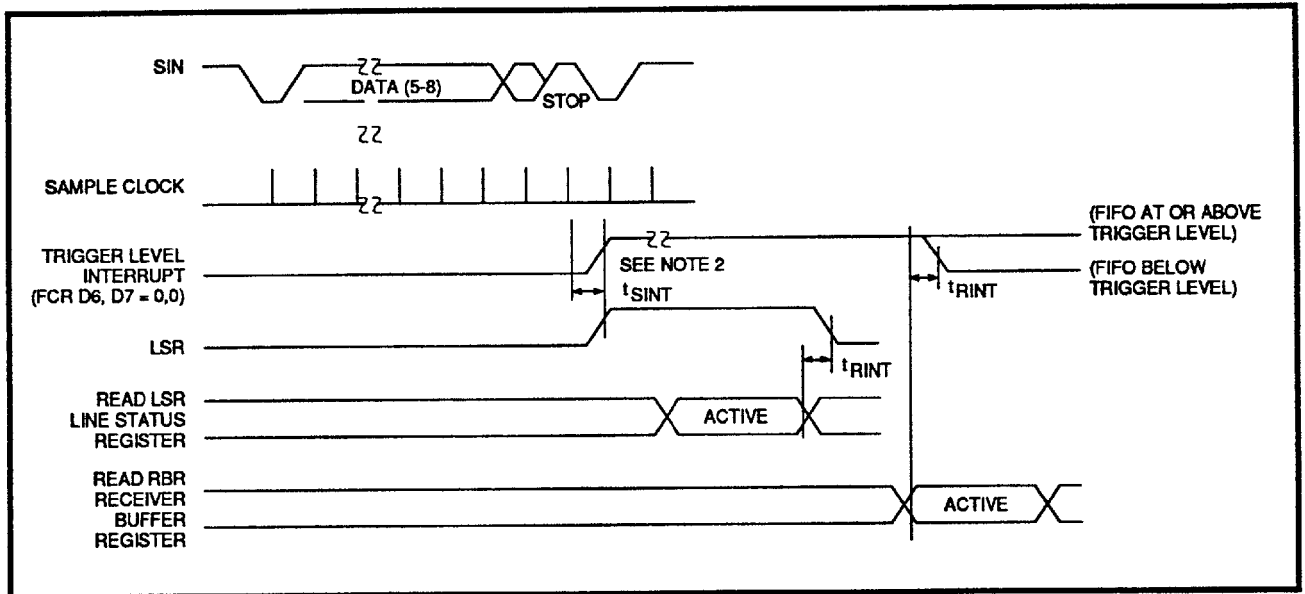 SIN
DATA (5-8)
STOP
SAMPLE CLOCK
TRIGGER LEVEL
INTERRUPT
(FCR D6, D7 = 0,0)
SEE NOTE 2
tSINT
(FIFO AT OR ABOVE
TRIGGER LEVEL)
(FIFO BELOW
TRIGGER LEVEL)
tRINT
LSR
tRINT
READ LSR
LINE STATUS
REGISTER
ACTIVE
READ RBR
RECEIVER
BUFFER
REGISTER
ACTIVE